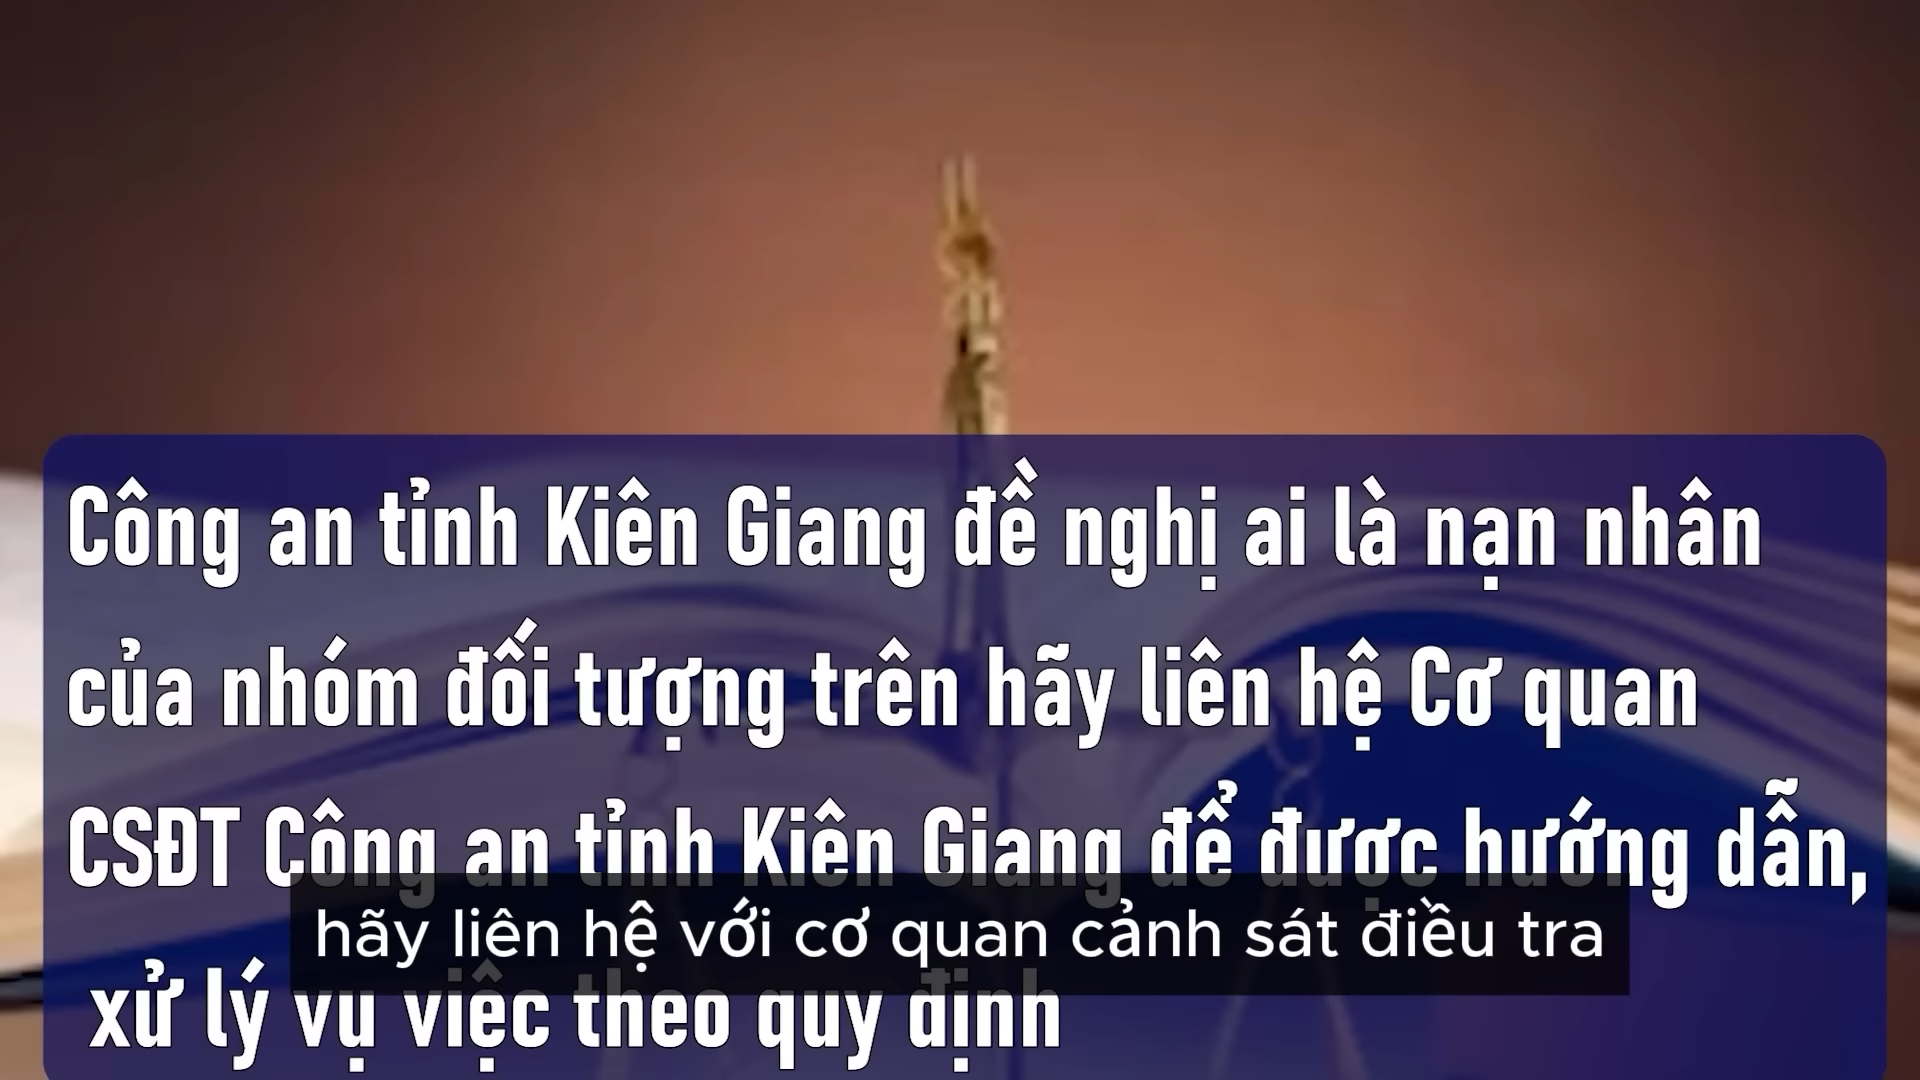 Công an tỉnh Kiên Giang đề nghị ai là nạn nhân
của nhóm đối tượng trên hãy liên hệ Cơ quan
CSĐT Công an tỉnh Kiên Giang để được hướng dẫn,
hãy liên hệ với cơ quan cảnh sát điều tra
xử lý vụ việc theo quy định